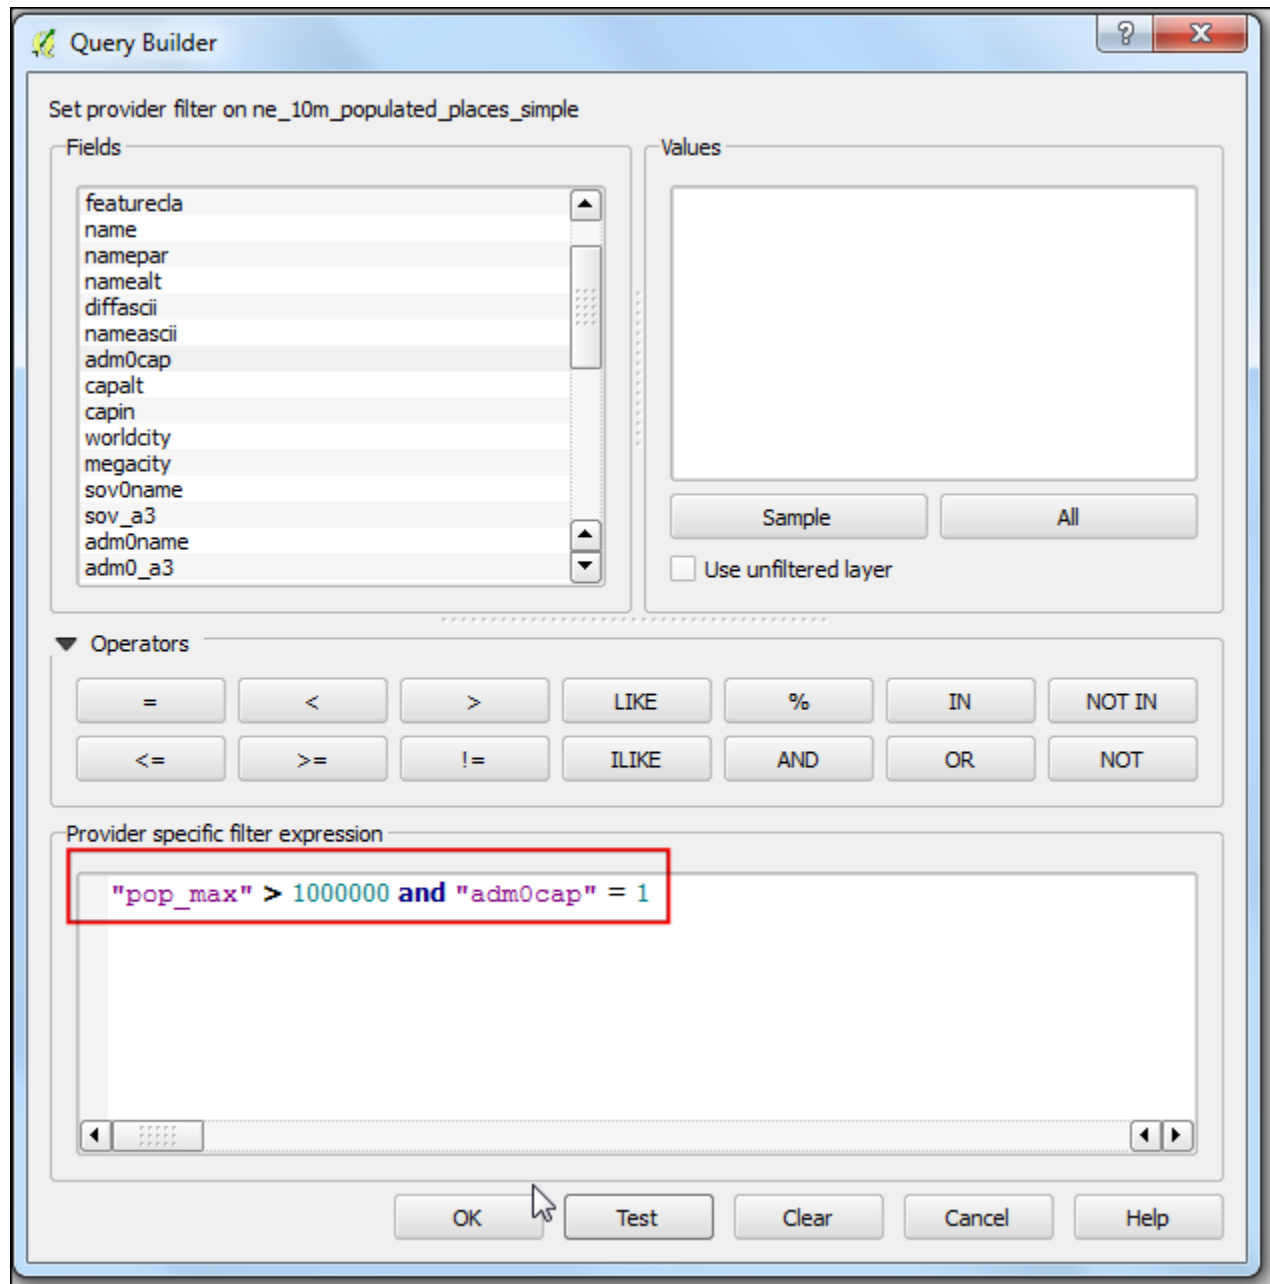 Query Builder
Set provider filter on ne_10m_populated_places_simple
Fields
Values
featurecla
name
namepar
namealt
diffascii
nameascii
adm0cap
capalt
capin
worldcity
megacity
sov0name
sov_a3
adm0name
adm0_a3
Sample All
Use unfiltered layer
Operators
= < > LIKE % IN NOT IN
<= >= != ILIKE AND OR NOT
Provider specific filter expression
"pop_max" > 1000000 and "adm0cap" = 1
OK Test Clear Cancel Help